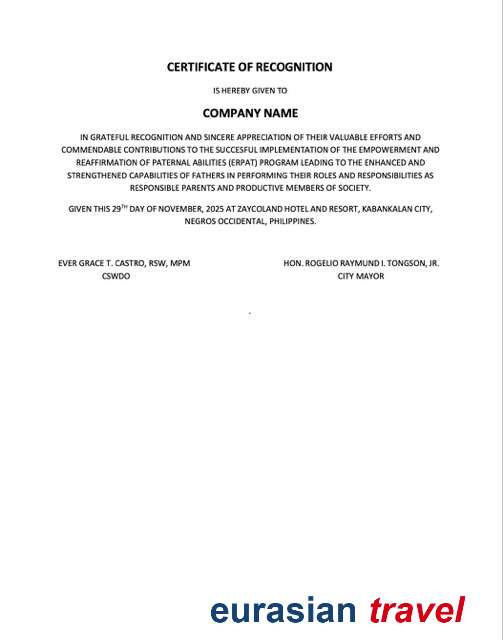 CERTIFICATE OF RECOGNITION
IS HEREBY GIVEN TO
COMPANY NAME
IN GRATEFUL RECOGNITION AND SINCERE APPRECIATION OF THEIR VALUABLE EFFORTS AND
COMMENDABLE CONTRIBUTIONS TO THE SUCCESFUL IMPLEMENTATION OF THE EMPOWERMENT AND
REAFFIRMATION OF PATERNAL ABILITIES (ERPAT) PROGRAM LEADING TO THE ENHANCED AND
STRENGTHENED CAPABILITIES OF FATHERS IN PERFORMING THEIR ROLES AND RESPONSIBILITIES AS
RESPONSIBLE PARENTS AND PRODUCTIVE MEMBERS OF SOCIETY.
GIVEN THIS 29TH DAY OF NOVEMBER, 2025 AT ZAYCOLAND HOTEL AND RESORT, KABANKALAN CITY,
NEGROS OCCIDENTAL, PHILIPPINES.
EVER GRACE T. CASTRO, RSW, MPM
CSWDO
HON. ROGELIO RAYMUND I. TONGSON, JR.
CITY MAYOR
.
eurasian travel